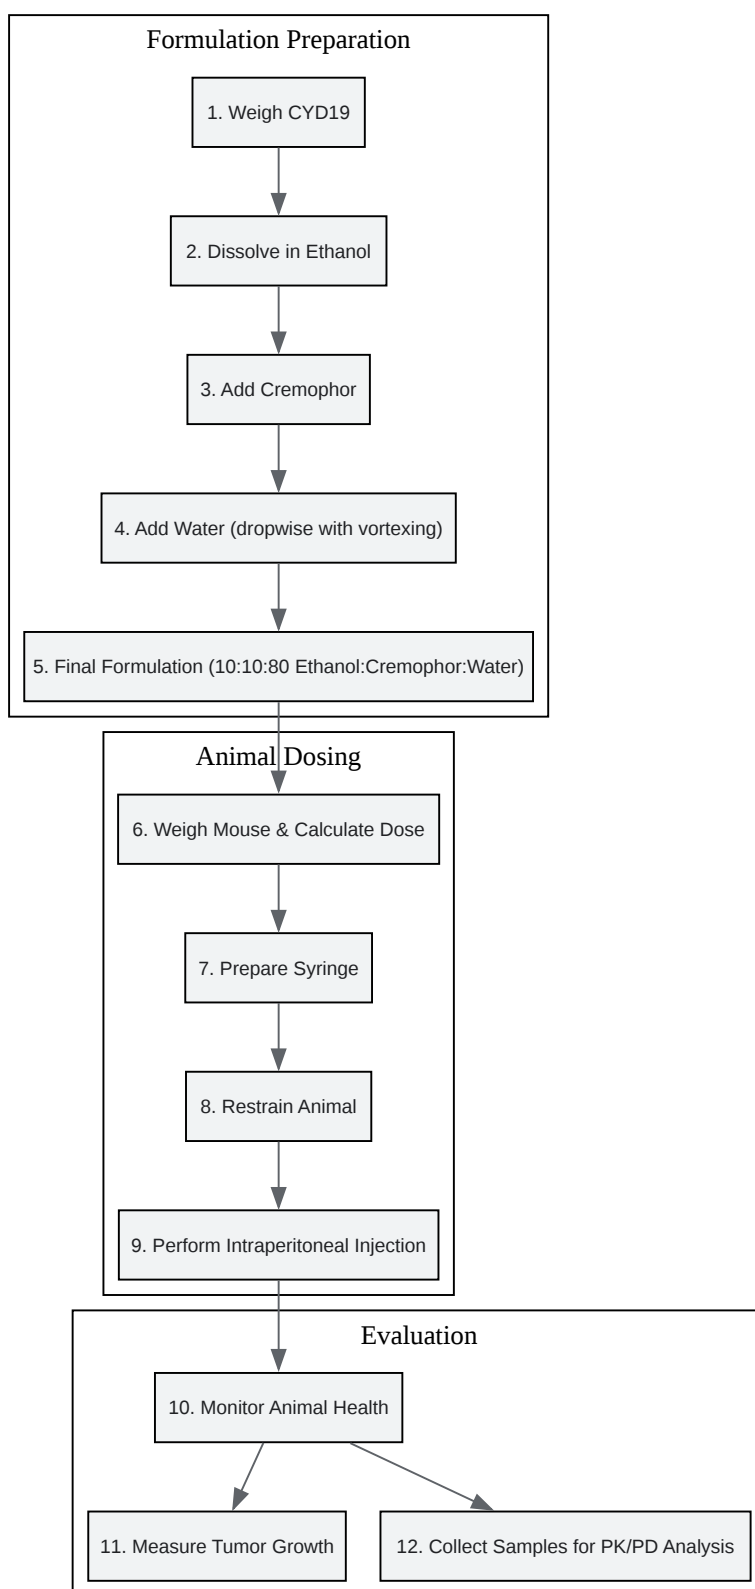 Formulation Preparation
1. Weigh CYD19
2. Dissolve in Ethanol
3. Add Cremophor
4. Add Water (dropwise with vortexing)
5. Final Formulation (10:10:80 Ethanol:Cremophor:Water)
Animal Dosing
6. Weigh Mouse & Calculate Dose
7. Prepare Syringe
8. Restrain Animal
9. Perform Intraperitoneal Injection
Evaluation
10. Monitor Animal Health
11. Measure Tumor Growth
12. Collect Samples for PK/PD Analysis